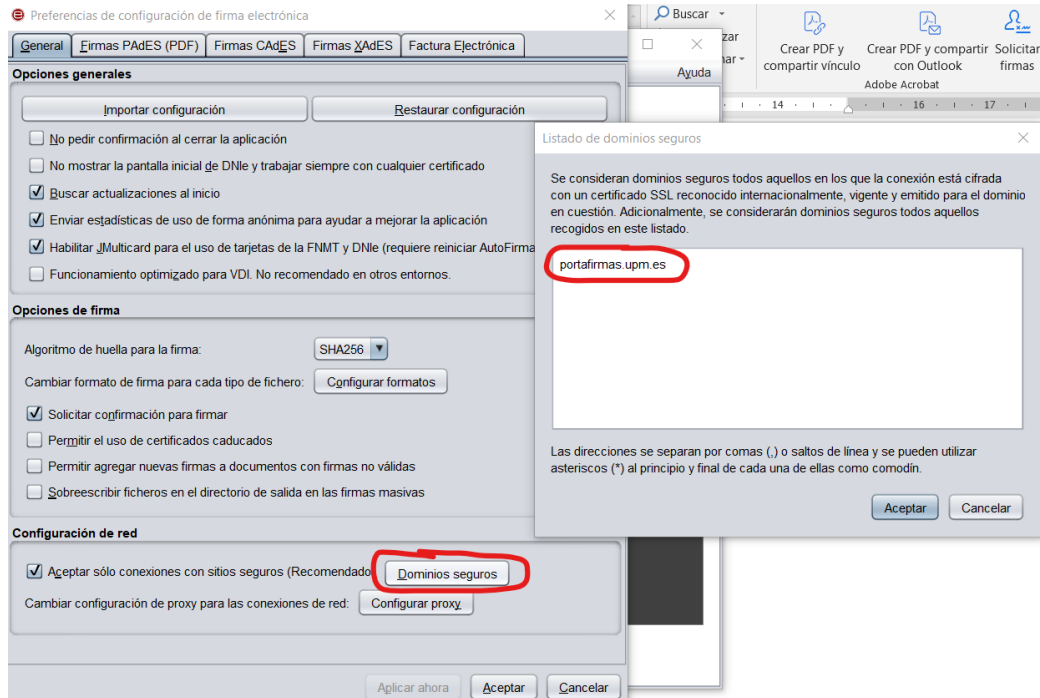 Preferencias de configuración de firma electrónica
General
Firmas PAdES (PDF)
Firmas CAdES
Firmas XAdES
Factura Electrónica
Opciones generales
Importar configuración
Restaurar configuración
No pedir confirmación al cerrar la aplicación
No mostrar la pantalla inicial de DNIe y trabajar siempre con cualquier certificado
Buscar actualizaciones al inicio
Enviar estadísticas de uso de forma anónima para ayudar a mejorar la aplicación
Habilitar JMulticard para el uso de tarjetas de la FNMT y DNIe (requiere reiniciar AutoFirma
Funcionamiento optimizado para VDI. No recomendado en otros entornos.
Opciones de firma
Algoritmo de huella para la firma:
SHA256
Cambiar formato de firma para cada tipo de fichero:
Configurar formatos
Solicitar confirmación para firmar
Permitir el uso de certificados caducados
Permitir agregar nuevas firmas a documentos con firmas no válidas
Sobreescribir ficheros en el directorio de salida en las firmas masivas
Configuración de red
Aceptar sólo conexiones con sitios seguros (Recomendado
Dominios seguros
Cambiar configuración de proxy para las conexiones de red:
Configurar proxy
Aplicar ahora
Aceptar
Cancelar
Buscar
zar
nar
Ayuda
Crear PDF y
compartir vínculo
Crear PDF y compartir
con Outlook
Solicitar
firmas
Adobe Acrobat
14
16
17
Listado de dominios seguros
Se consideran dominios seguros todos aquellos en los que la conexión está cifrada
con un certificado SSL reconocido internacionalmente, vigente y emitido para el dominio
en cuestión. Adicionalmente, se considerarán dominios seguros todos aquellos
recogidos en este listado.
portafirmas.upm.es
Las direcciones se separan por comas (,) o saltos de línea y se pueden utilizar
asteriscos (*) al principio y final de cada una de ellas como comodín.
Aceptar
Cancelar